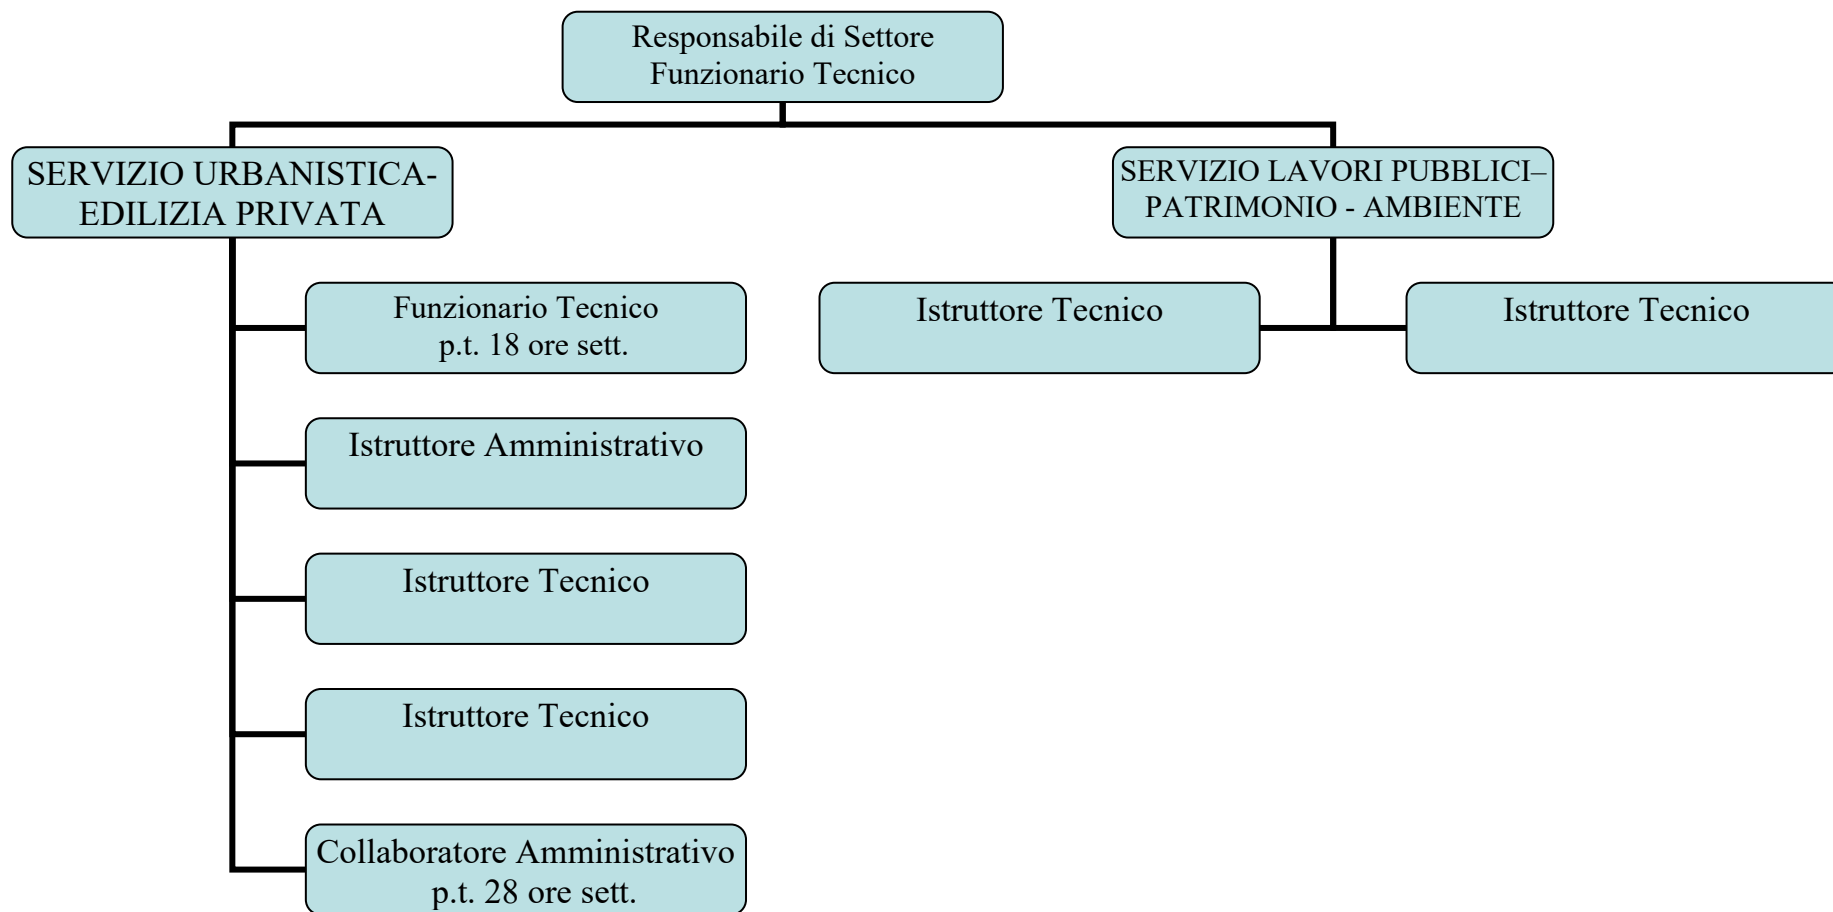 Responsabile di Settore
Funzionario Tecnico
SERVIZIO URBANISTICA-
EDILIZIA PRIVATA
SERVIZIO LAVORI PUBBLICI–
PATRIMONIO - AMBIENTE
Funzionario Tecnico
p.t. 18 ore sett.
Istruttore Tecnico
Istruttore Tecnico
Istruttore Amministrativo
Istruttore Tecnico
Istruttore Tecnico
Collaboratore Amministrativo
p.t. 28 ore sett.